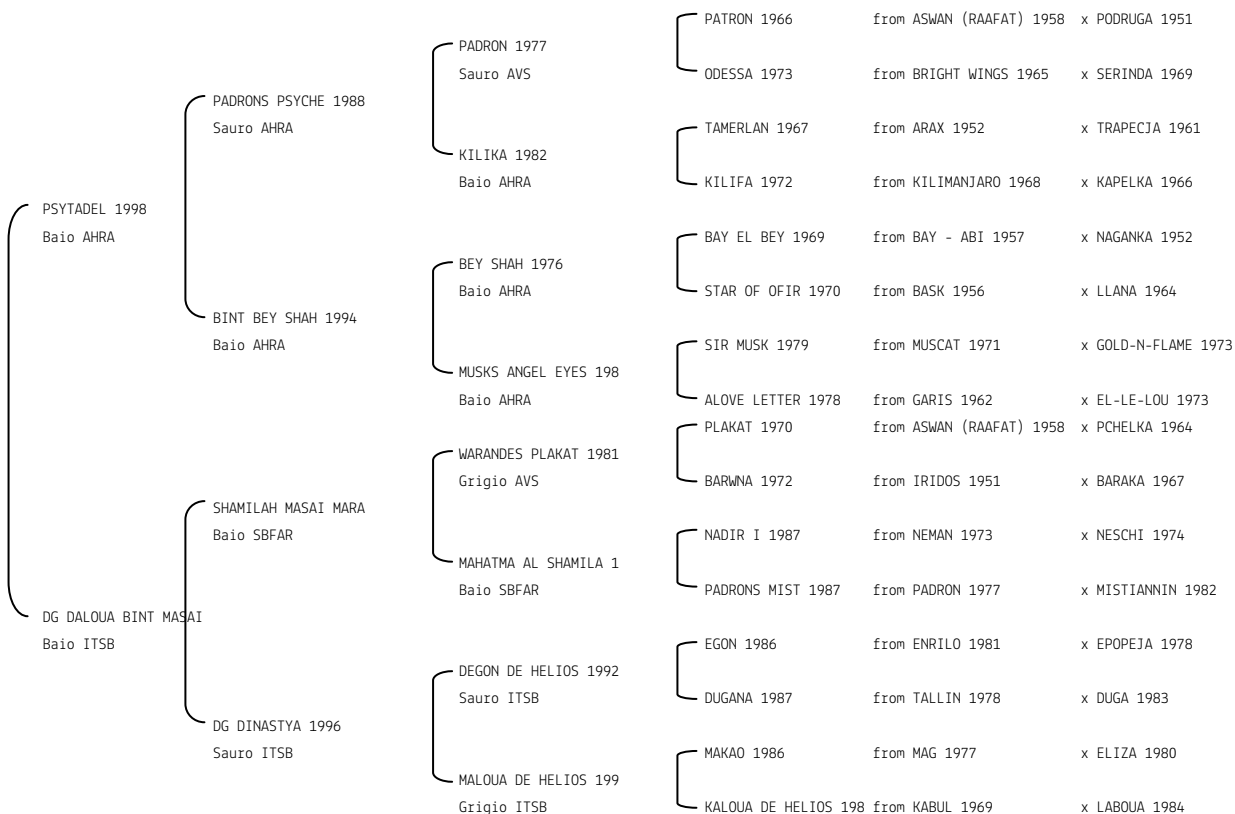 PATRON 1966 from ASWAN (RAAFAT) 1958 x PODRUGA 1951
PADRON 1977
Sauro AVS
ODESSA 1973 from BRIGHT WINGS 1965 x SERINDA 1969
PADRONS PSYCHE 1988
Sauro AHRA
TAMERLAN 1967 from ARAX 1952 x TRAPECJA 1961
KILIKA 1982
Baio AHRA
KILIFA 1972 from KILIMANJARO 1968 x KAPELKA 1966
PSYTADEL 1998
Baio AHRA
BAY EL BEY 1969 from BAY - ABI 1957 x NAGANKA 1952
BEY SHAH 1976
Baio AHRA
STAR OF OFIR 1970 from BASK 1956 x LLANA 1964
BINT BEY SHAH 1994
Baio AHRA
SIR MUSK 1979 from MUSCAT 1971 x GOLD-N-FLAME 1973
MUSKS ANGEL EYES 198
Baio AHRA
ALOVE LETTER 1978 from GARIS 1962 x EL-LE-LOU 1973
PLAKAT 1970 from ASWAN (RAAFAT) 1958 x PCHELKA 1964
WARANDES PLAKAT 1981
Grigio AVS
BARWNA 1972 from IRIDOS 1951 x BARAKA 1967
SHAMILAH MASAI MARA
Baio SBFAR
NADIR I 1987 from NEMAN 1973 x NESCHI 1974
MAHATMA AL SHAMILA 1
Baio SBFAR
PADRONS MIST 1987 from PADRON 1977 x MISTIANNIN 1982
DG DALOUA BINT MASAI
Baio ITSB
EGON 1986 from ENRILO 1981 x EPOPEJA 1978
DEGON DE HELIOS 1992
Sauro ITSB
DUGANA 1987 from TALLIN 1978 x DUGA 1983
DG DINASTYA 1996
Sauro ITSB
MAKAO 1986 from MAG 1977 x ELIZA 1980
MALOUA DE HELIOS 199
Grigio ITSB
KALOUA DE HELIOS 198 from KABUL 1969 x LABOUA 1984